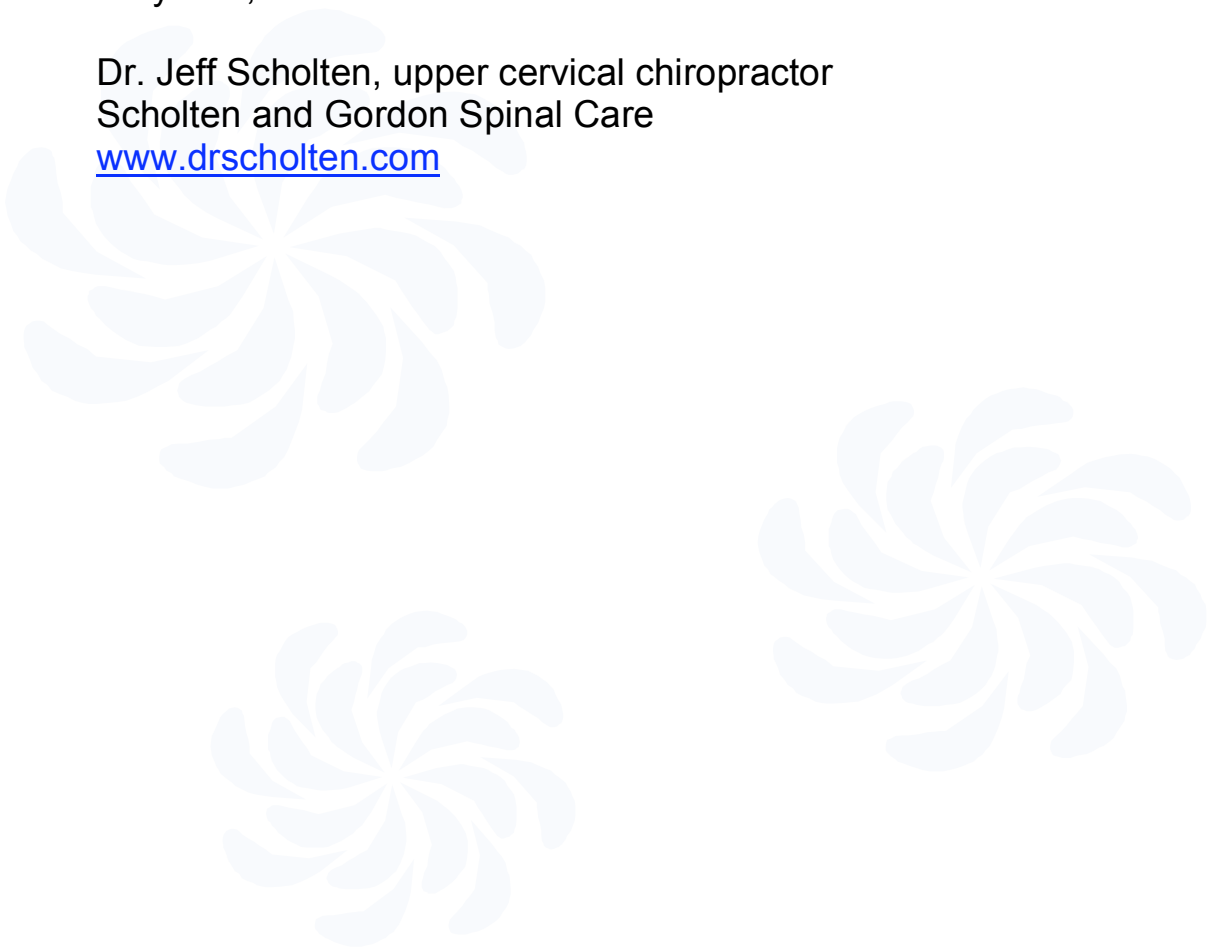 Dr. Jeff Scholten, upper cervical chiropractor
Scholten and Gordon Spinal Care
www.drscholten.com